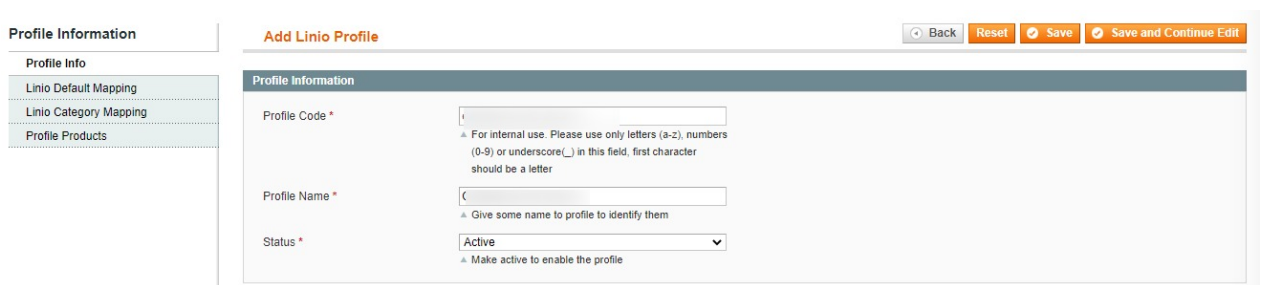 Profile Information
Profile Info
Linio Default Mapping
Linio Category Mapping
Profile Products
Add Linio Profile
Back Reset Save Save and Continue Edit
Profile Information
Profile Code *
For internal use. Please use only letters (a-z), numbers
(0-9) or underscore(_) in this field, first character
should be a letter
Profile Name *
Give some name to profile to identify them
Status * Active
Make active to enable the profile